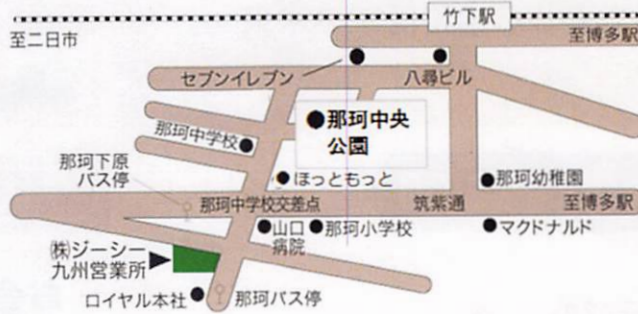 竹下駅
至二日市
至博多駅
セブンイレブン
八尋ビル
●那珂中央
公園
那珂中学校
ほっともっと
那珂下原
バス停
那珂幼稚園
那珂中学校交差点
筑紫通
至博多駅
山口
病院
那珂小学校
マクドナルド
㈱ジーシー
九州営業所
ロイヤル本社
那珂バス停